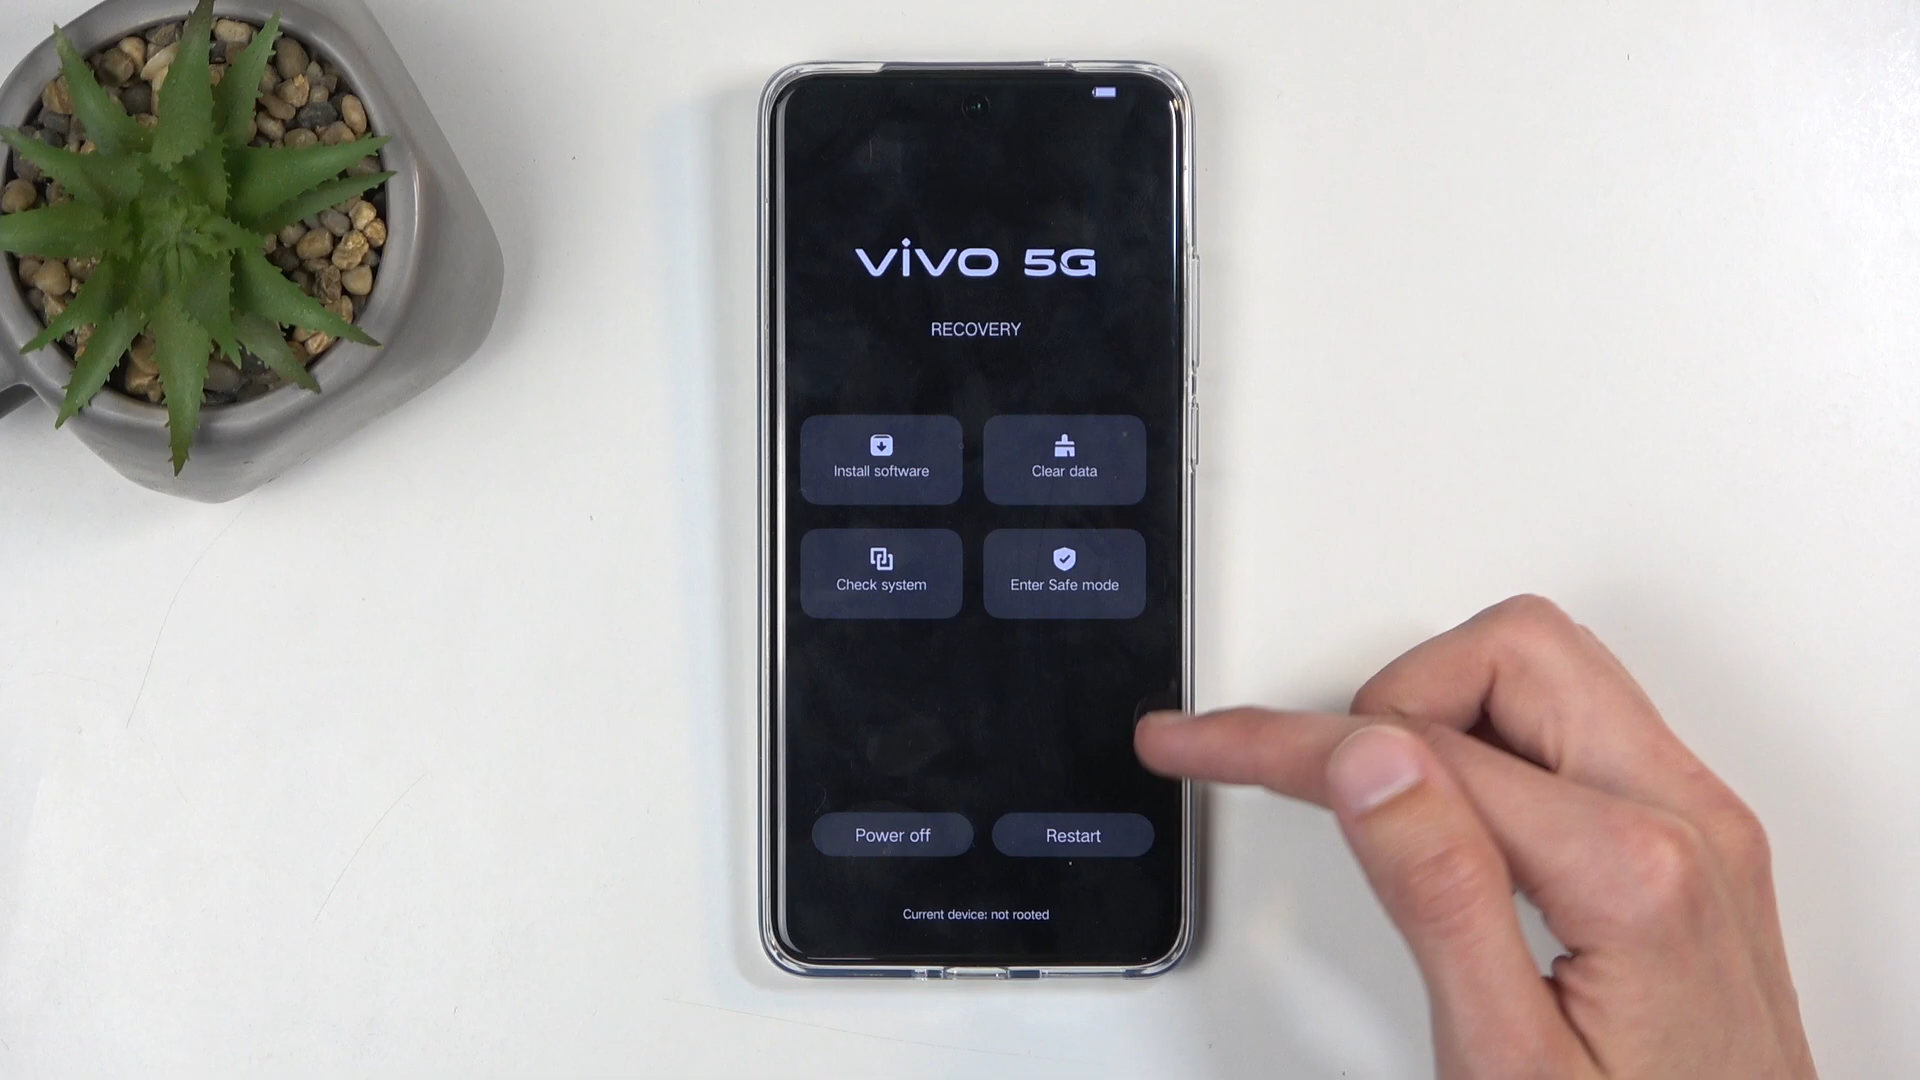 vivo 5G
RECOVERY
Install software
Clear data
Check system
Enter Safe mode
Power off
Restart
Current device: not rooted